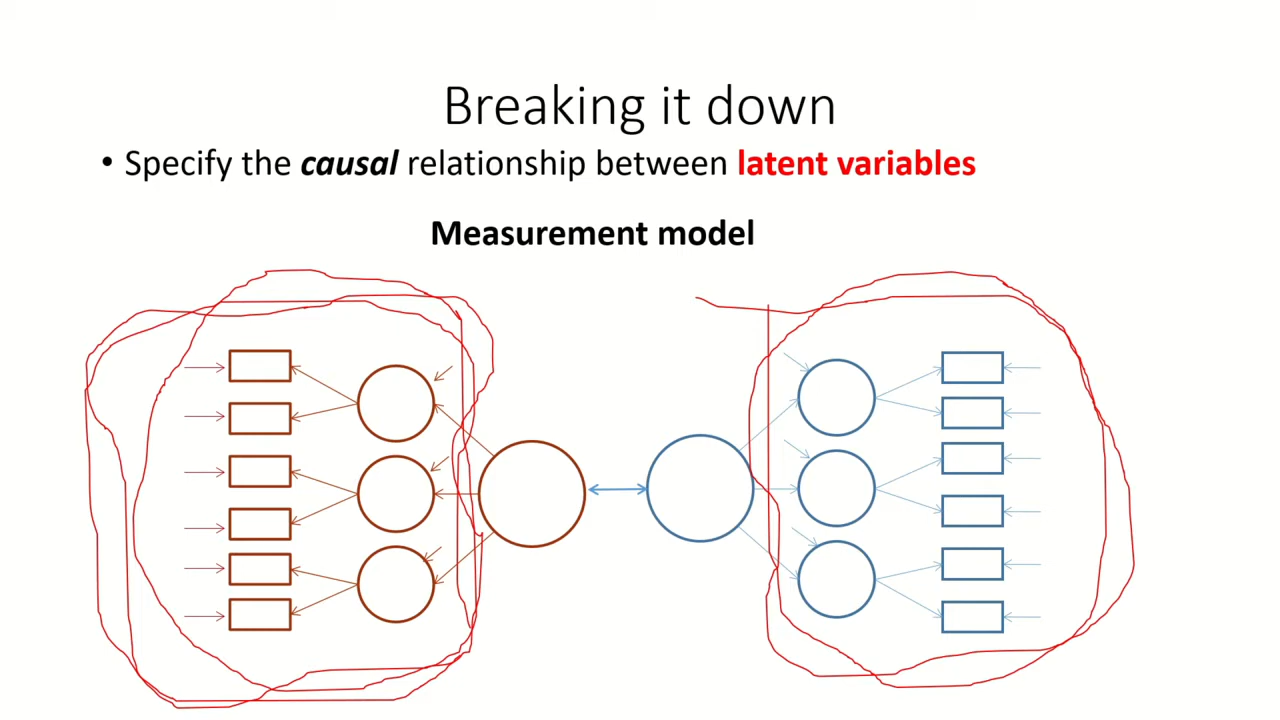 Breaking it down
• Specify the causal relationship between latent variables
Measurement model